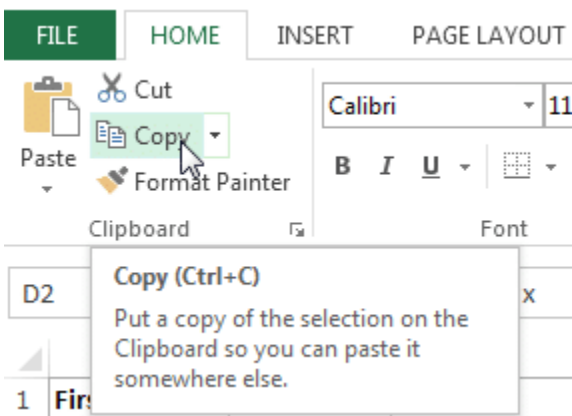 FILE HOME INSERT PAGE LAYOUT
Cut
Calibri 11
Copy
Paste
Format Painter
B I U
Clipboard Font
Copy (Ctrl+C)
D2 x
Put a copy of the selection on the
Clipboard so you can paste it
somewhere else.
1